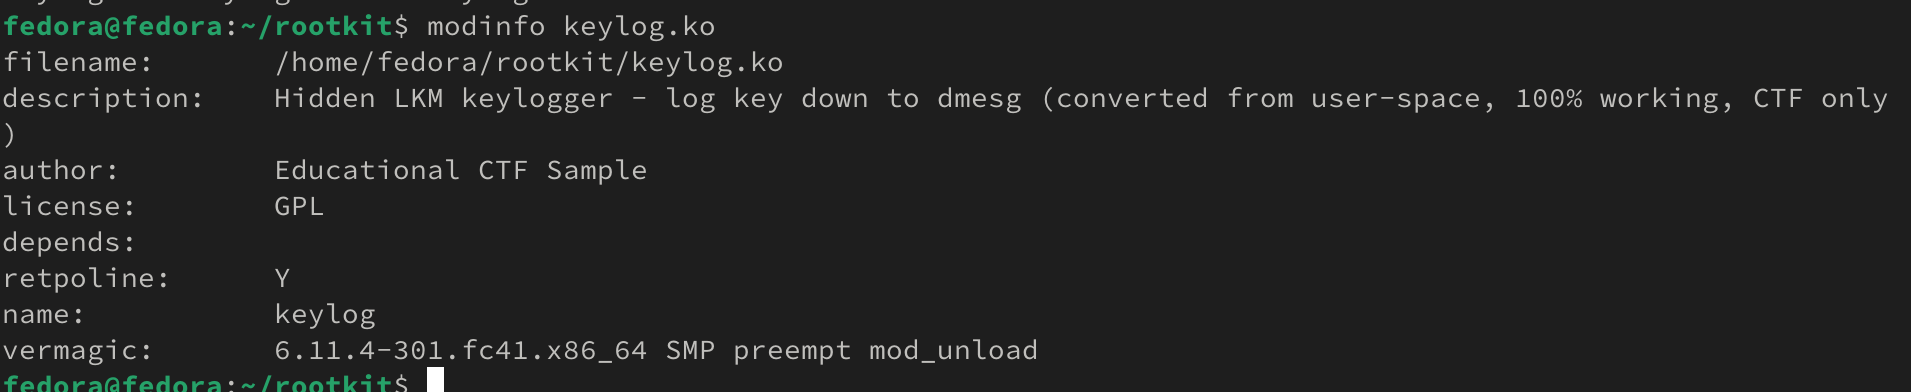 fedora@fedora:~/rootkit$ modinfo keylog.ko
filename:       /home/fedora/rootkit/keylog.ko
description:    Hidden LKM keylogger - log key down to dmesg (converted from user-space, 100% working, CTF only
)
author:         Educational CTF Sample
license:        GPL
depends:
retpoline:      Y
name:           keylog
vermagic:       6.11.4-301.fc41.x86_64 SMP preempt mod_unload
fedora@fedora:~/rootkit$